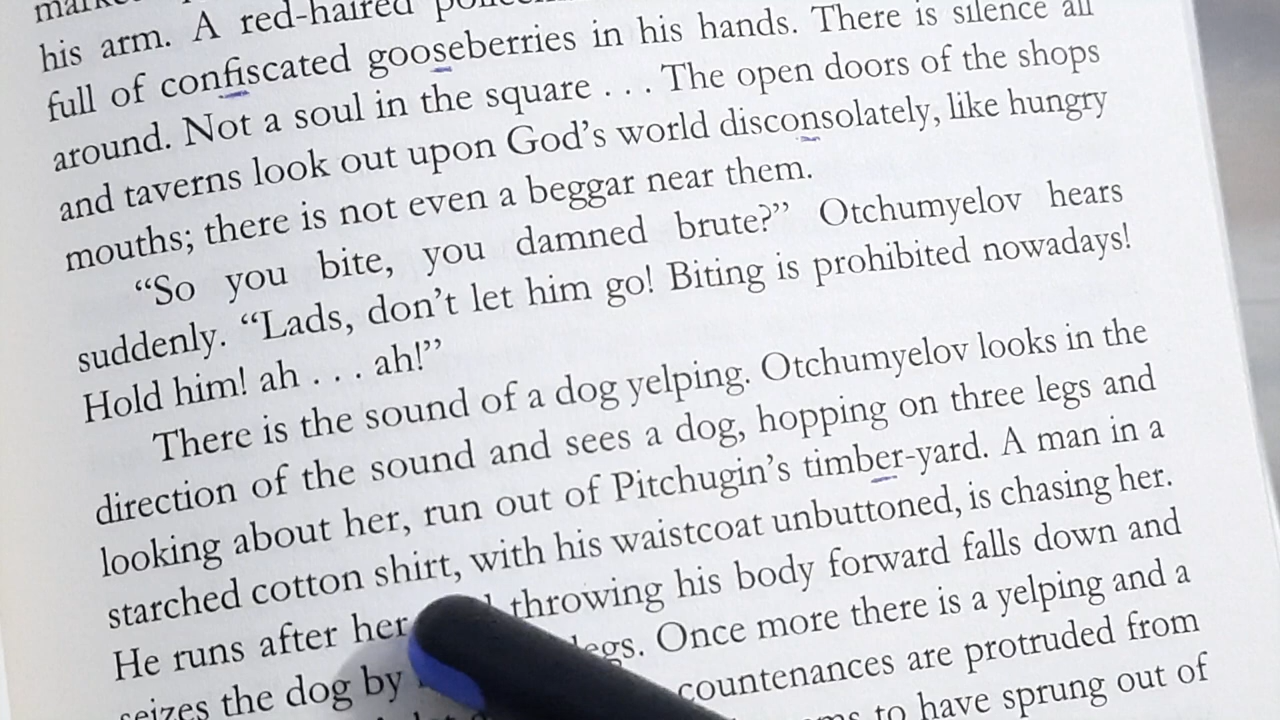 his arm. A red-haired
full of confiscated gooseberries in his hands. There is silence all
around. Not a soul in the square . . . The open doors of the shops
and taverns look out upon God's world disconsolately, like hungry
mouths; there is not even a beggar near them.
“So you bite, you damned brute?” Otchumyelov hears
suddenly. “Lads, don't let him go! Biting is prohibited nowadays!
Hold him! ah . . . ah!”
There is the sound of a dog yelping. Otchumyelov looks in the
direction of the sound and sees a dog, hopping on three legs and
looking about her, run out of Pitchugin's timber-yard. A man in a
starched cotton shirt, with his waistcoat unbuttoned, is chasing her.
He runs after her throwing his body forward falls down and
seizes the dog by legs. Once more there is a yelping and a
countenances are protruded from
to have sprung out of